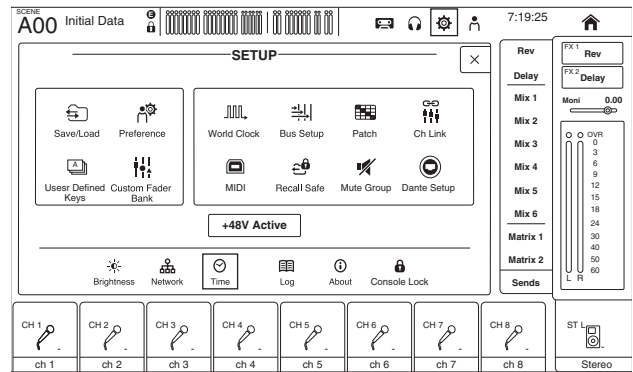 SCENE
A00 Initial Data
E
7:19:25
SETUP
Save/Load
Preference
World Clock
Bus Setup
Patch
Ch Link
A
Usesr Defined
Keys
Custom Fader
Bank
MIDI
Recall Safe
Mute Group
Dante Setup
+48V Active
Brightness
Network
Time
Log
About
Console Lock
Rev
Delay
Mix 1
Mix 2
Mix 3
Mix 4
Mix 5
Mix 6
Matrix 1
Matrix 2
Sends
FX 1
Rev
FX 2
Delay
Moni 0.00
OVR
0
3
6
9
12
15
18
24
30
40
50
60
L R
CH 1
CH 2
CH 3
CH 4
CH 5
CH 6
CH 7
CH 8
ST L
ch 1
ch 2
ch 3
ch 4
ch 5
ch 6
ch 7
ch 8
Stereo